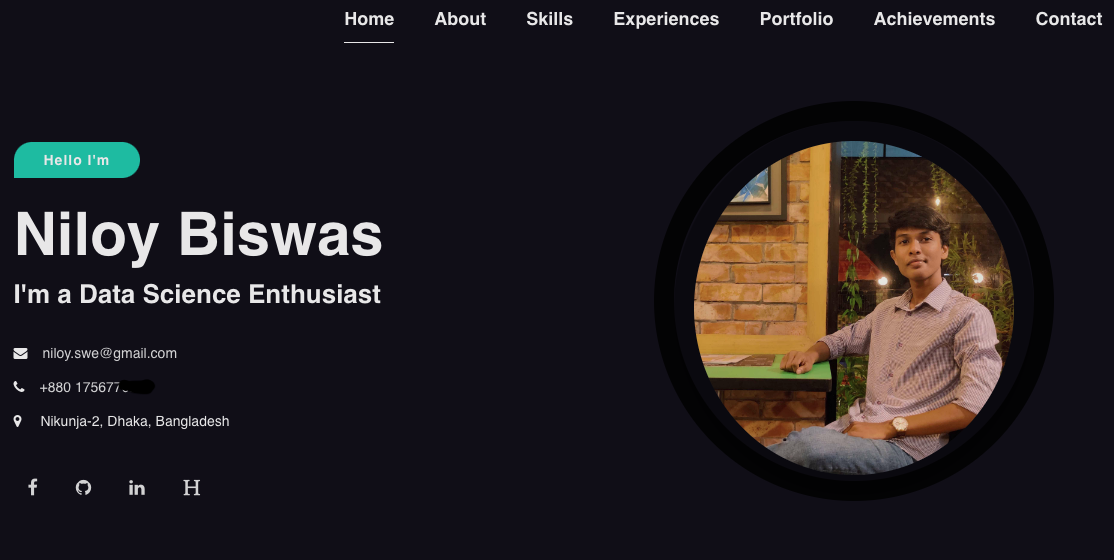 Home About Skills Experiences Portfolio Achievements Contact
Hello I'm
Niloy Biswas
I'm a Data Science Enthusiast
niloy.swe@gmail.com
+880 175677
Nikunja-2, Dhaka, Bangladesh
H